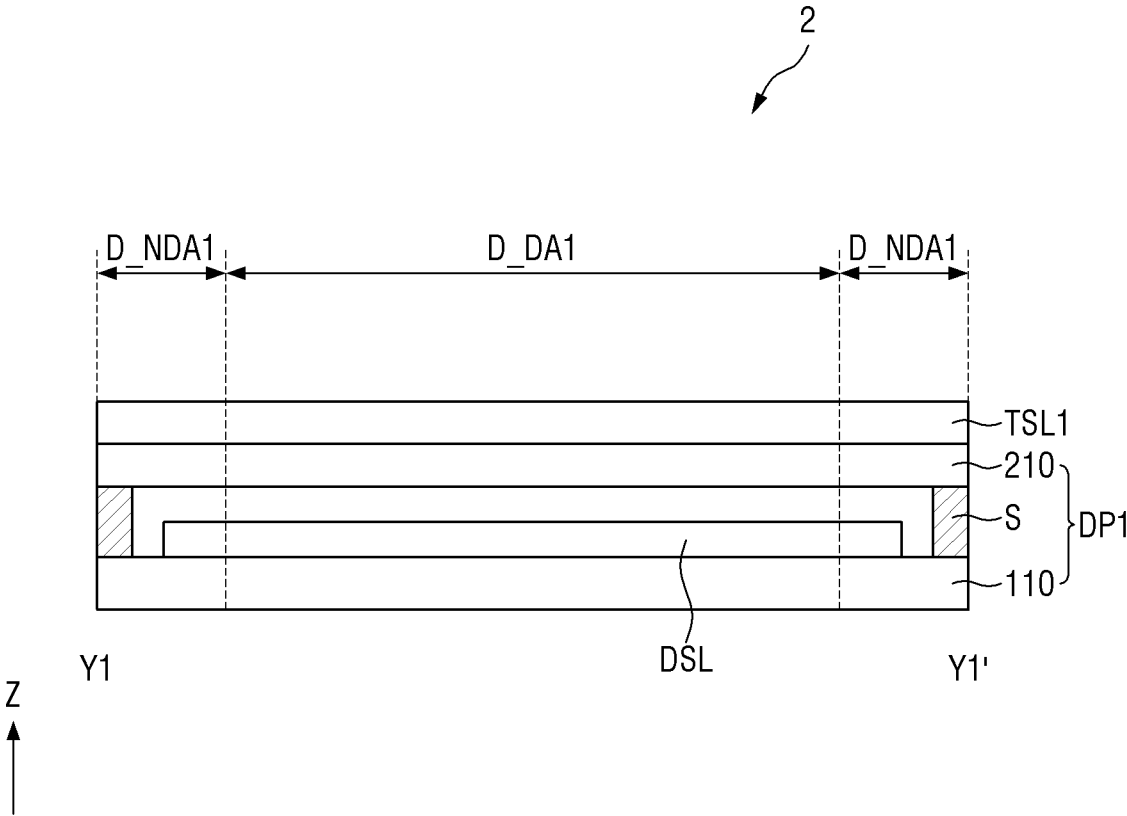 2
D_NDA1 D_DA1 D_NDA1
TSL1
210
S
DP1
110
DSL
Y1 Y1'
Z